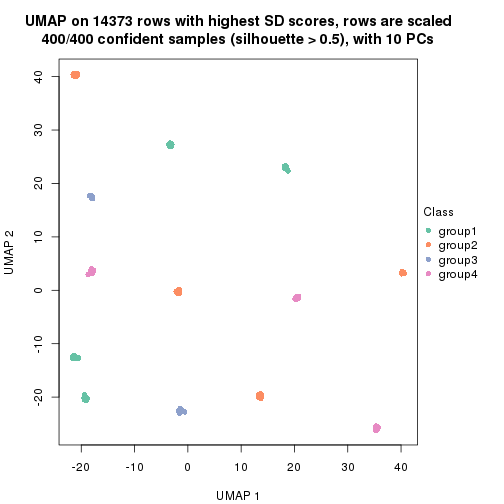 UMAP on 14373 rows with highest SD scores, rows are scaled
400/400 confident samples (silhouette > 0.5), with 10 PCs
40
30
20
10
0
-10
-20
UMAP 2
-20
-10
0
10
20
30
40
UMAP 1
Class
group1
group2
group3
group4